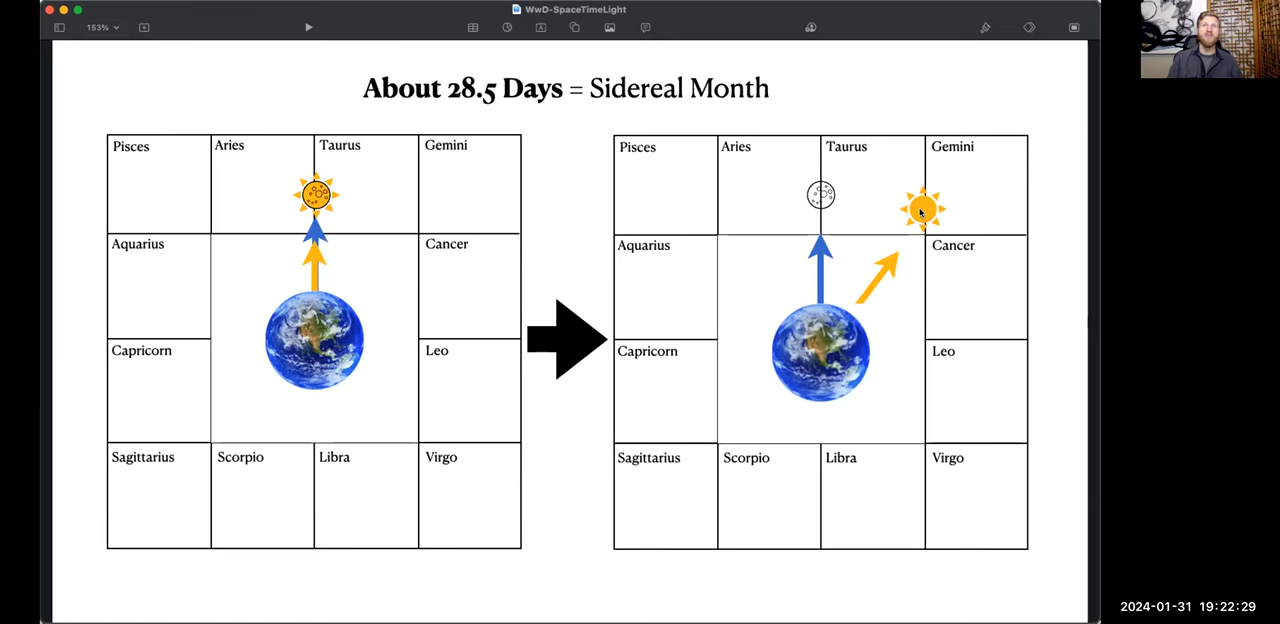 WwD-SpaceTimeLight
153%
About 28.5 Days = Sidereal Month
Pisces Aries Taurus Gemini
Aquarius Cancer
Capricorn Leo
Sagittarius Scorpio Libra Virgo
Pisces Aries Taurus Gemini
Aquarius Cancer
Capricorn Leo
Sagittarius Scorpio Libra Virgo
2024-01-31 19:22:29